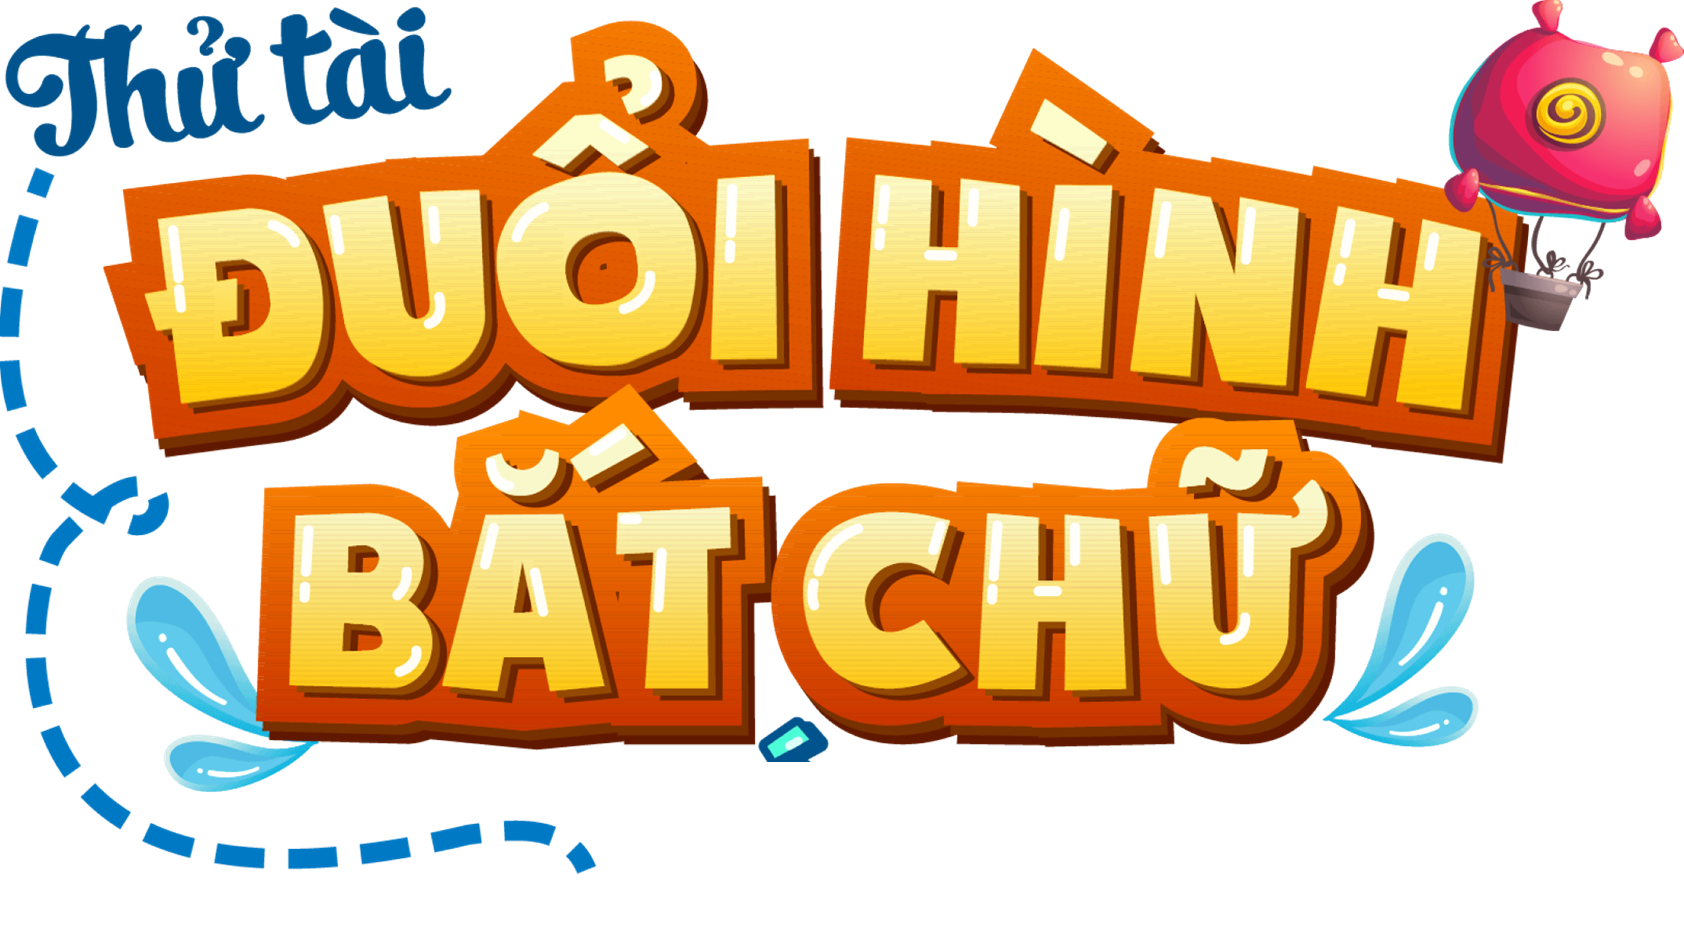 Thử tài
ĐUỔI HÌNH
BẮT CHỮ